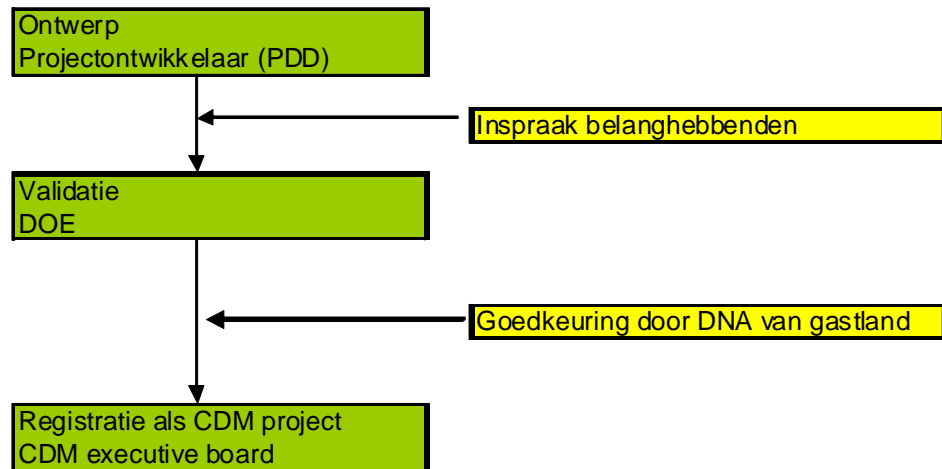 Ontwerp
Projectontwikkelaar (PDD)
Inspraak belanghebbenden
Validatie
DOE
Goedkeuring door DNA van gastland
Registratie als CDM project
CDM executive board